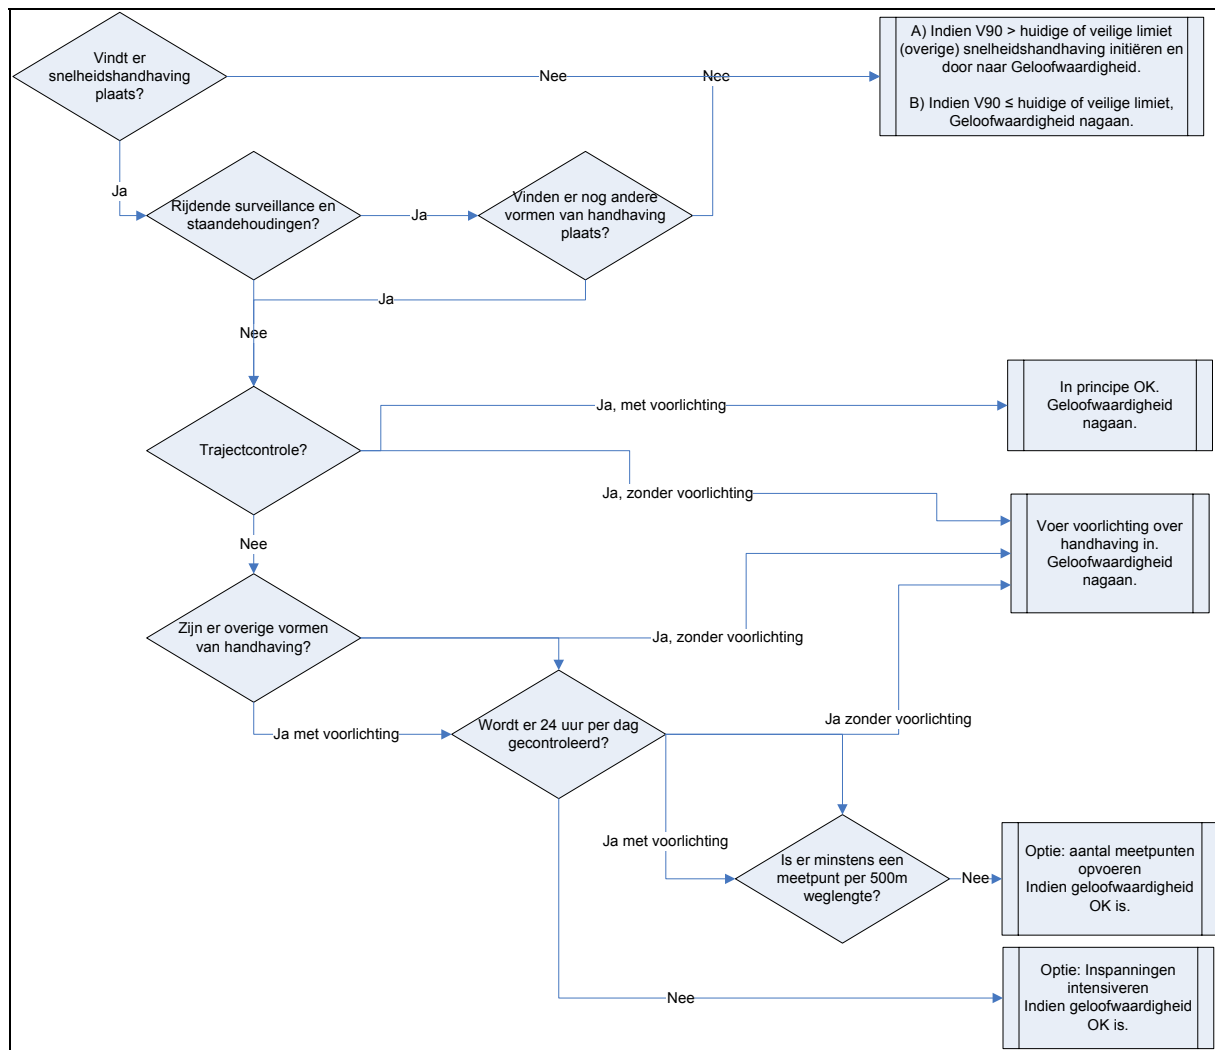 Vindt er
snelheidshandhaving
plaats?
Nee
Nee
A) Indien V90 > huidige of veilige limiet
(overige) snelheidshandhaving initiëren en
door naar Geloofwaardigheid.
B) Indien V90 ≤ huidige of veilige limiet,
Geloofwaardigheid nagaan.
Ja
Rijdende surveillance en
staandehoudingen?
Ja
Vinden er nog andere
vormen van handhaving
plaats?
Ja
Nee
Trajectcontrole?
Ja, met voorlichting
In principe OK.
Geloofwaardigheid
nagaan.
Ja, zonder voorlichting
Voer voorlichting over
handhaving in.
Geloofwaardigheid
nagaan.
Nee
Zijn er overige vormen
van handhaving?
Ja, zonder voorlichting
Ja met voorlichting
Wordt er 24 uur per dag
gecontroleerd?
Ja zonder voorlichting
Ja met voorlichting
Is er minstens een
meetpunt per 500m
weglengte?
Nee
Optie: aantal meetpunten
opvoeren
Indien geloofwaardigheid
OK is.
Nee
Optie: Inspanningen
intensiveren
Indien geloofwaardigheid
OK is.